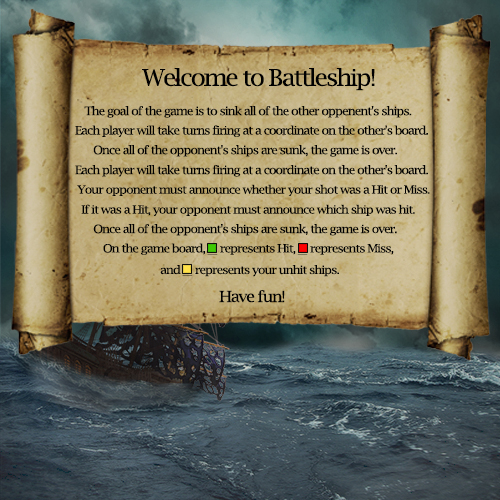 Welcome to Battleship!
The goal of the game is to sink all of the other oppenent's ships.
Each player will take turns firing at a coordinate on the other's board.
Once all of the opponent's ships are sunk, the game is over.
Each player will take turns firing at a coordinate on the other's board.
Your opponent must announce whether your shot was a Hit or Miss.
If it was a Hit, your opponent must announce which ship was hit.
Once all of the opponent's ships are sunk, the game is over.
On the game board, represents Hit, represents Miss,
and represents your unhit ships.
Have fun!